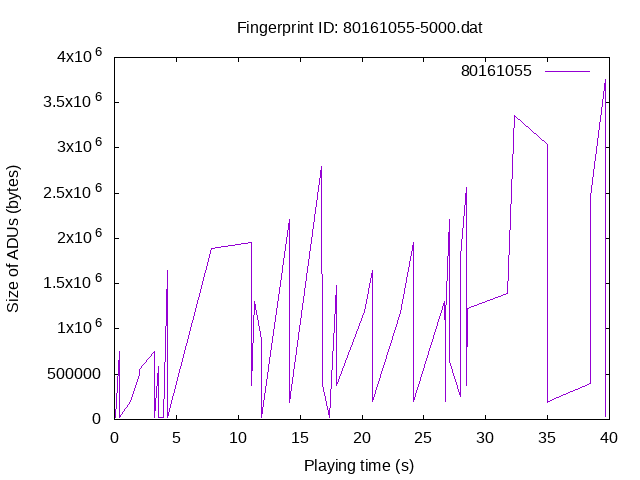 Fingerprint ID: 80161055-5000.dat
80161055
Size of ADUs (bytes)
4x10 6
3.5x10 6
3x10 6
2.5x10 6
2x10 6
1.5x10 6
1x10 6
500000
0
0 5 10 15 20 25 30 35 40
Playing time (s)